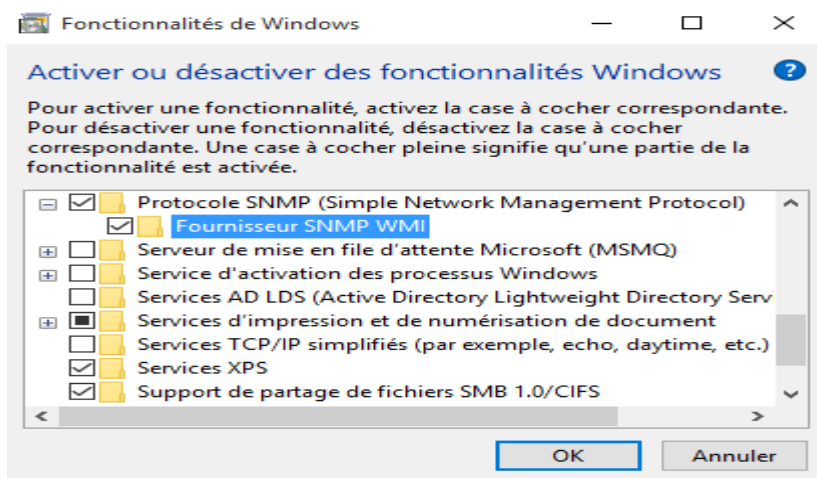 Fonctionnalités de Windows
Activer ou désactiver des fonctionnalités Windows
?
Pour activer une fonctionnalité, activez la case à cocher correspondante.
Pour désactiver une fonctionnalité, désactivez la case à cocher
correspondante. Une case à cocher pleine signifie qu'une partie de la
fonctionnalité est activée.
Protocole SNMP (Simple Network Management Protocol)
Fournisseur SNMP WMI
Serveur de mise en file d'attente Microsoft (MSMQ)
Service d'activation des processus Windows
Services AD LDS (Active Directory Lightweight Directory Serv
Services d'impression et de numérisation de document
Services TCP/IP simplifiés (par exemple, echo, daytime, etc.)
Services XPS
Support de partage de fichiers SMB 1.0/CIFS
OK
Annuler